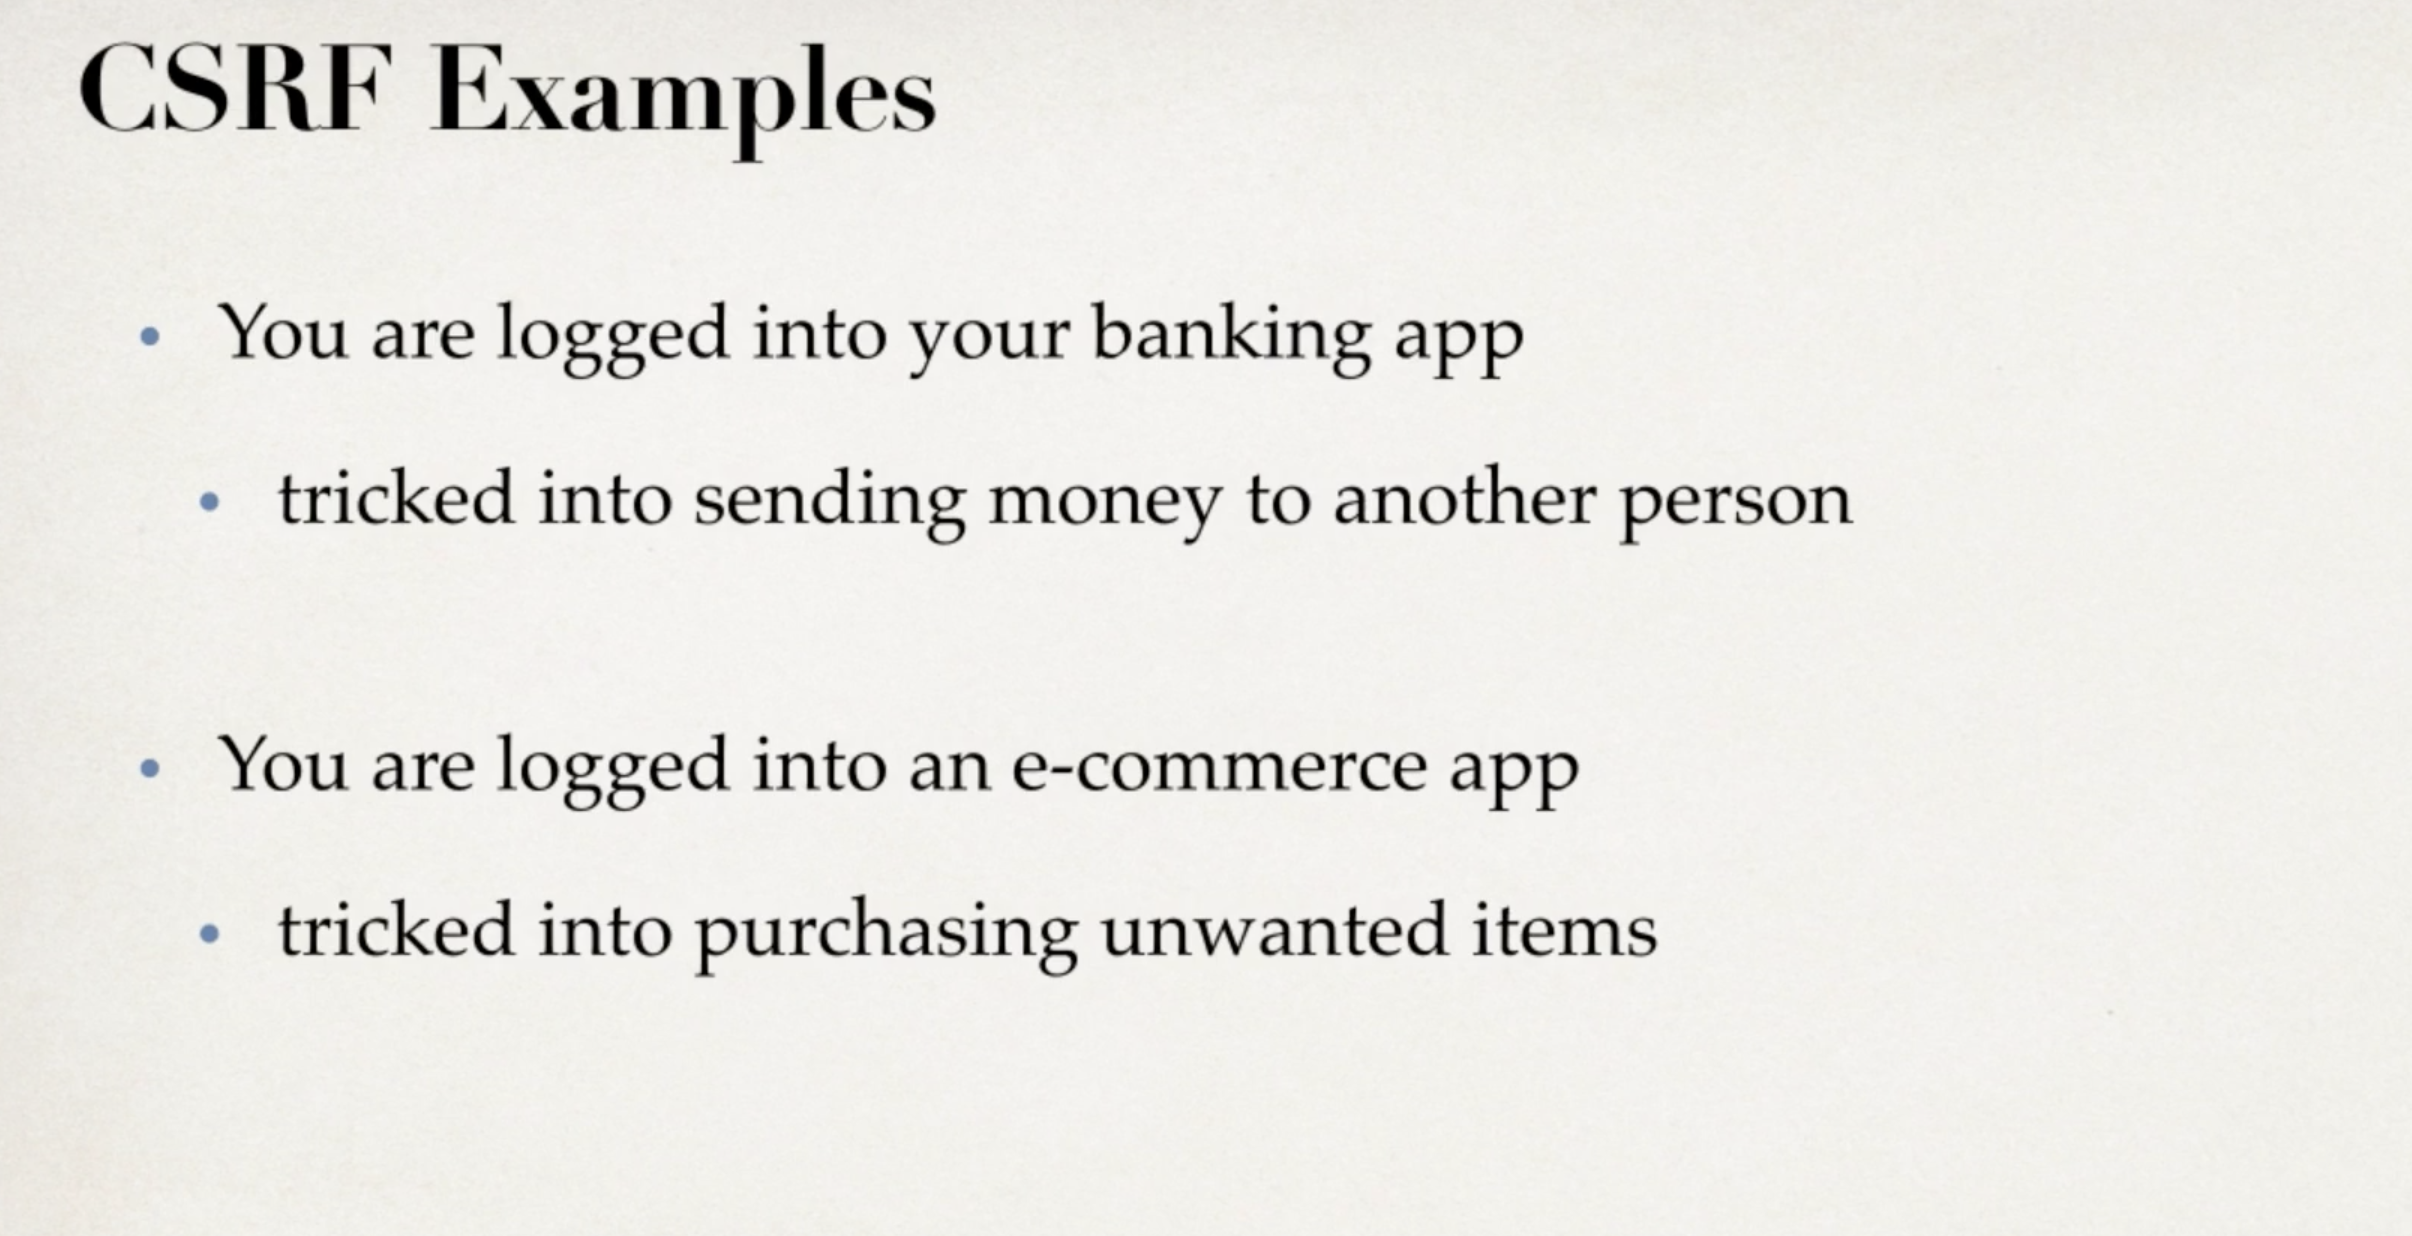 CSRF Examples
• You are logged into your banking app
• tricked into sending money to another person
• You are logged into an e-commerce app
• tricked into purchasing unwanted items